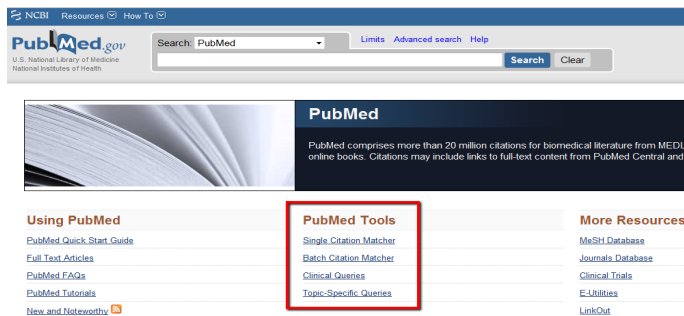 NCBI Resources How To
PubMed.gov
U.S. National Library of Medicine
National Institutes of Health
Search: PubMed
Limits Advanced search Help
Search Clear
PubMed
PubMed comprises more than 20 million citations for biomedical literature from MEDL
online books. Citations may include links to full-text content from PubMed Central and
Using PubMed
PubMed Quick Start Guide
Full Text Articles
PubMed FAQs
PubMed Tutorials
New and Noteworthy
PubMed Tools
Single Citation Matcher
Batch Citation Matcher
Clinical Queries
Topic-Specific Queries
More Resources
MeSH Database
Journals Database
Clinical Trials
E-Utilities
LinkOut